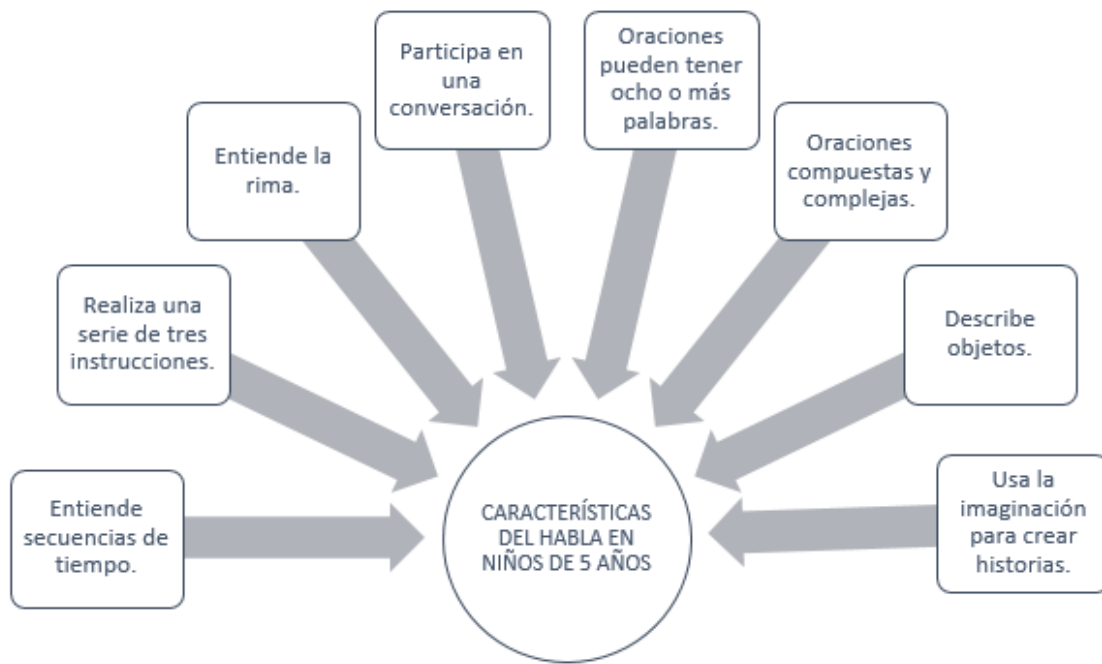 Entiende
secuencias de
tiempo.
Realiza una
serie de tres
instrucciones.
Entiende la
rima.
Participa en
una
conversación.
Oraciones
pueden tener
ocho o más
palabras.
Oraciones
compuestas y
complejas.
Describe
objetos.
Usa la
imaginación
para crear
historias.
CARACTERÍSTICAS
DEL HABLA EN
NIÑOS DE 5 AÑOS